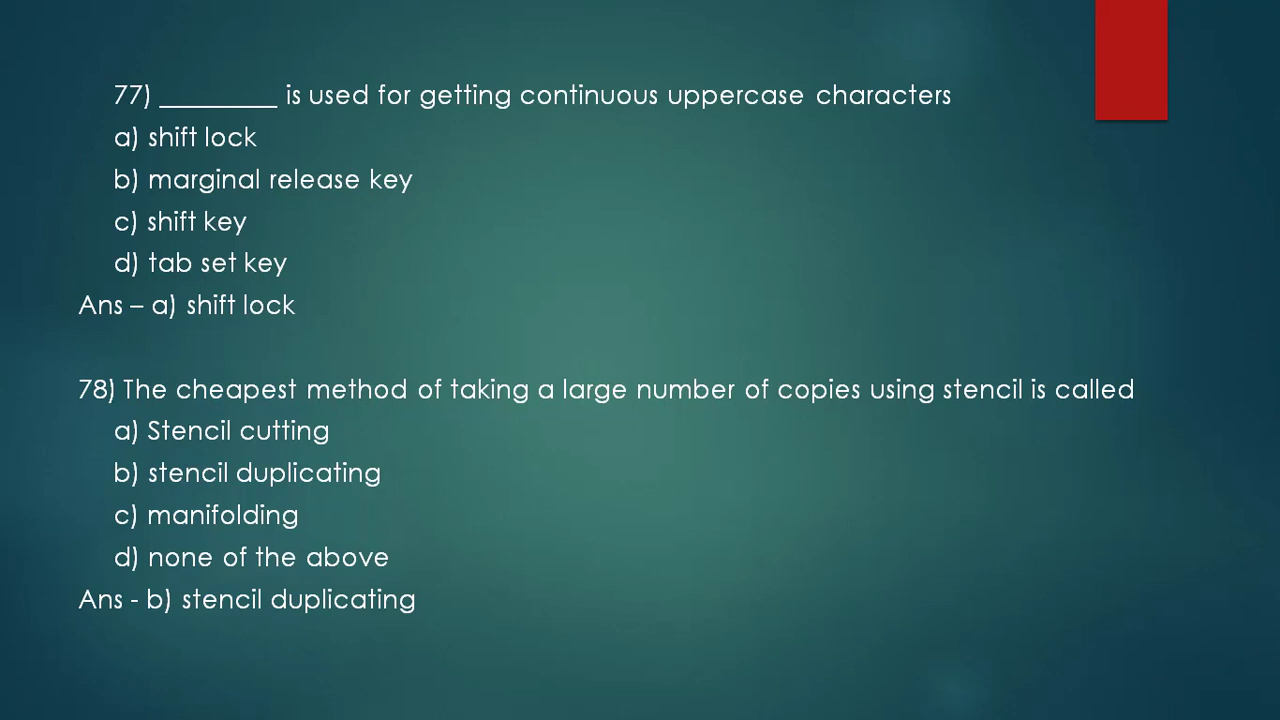 77) _________ is used for getting continuous uppercase characters
a) shift lock
b) marginal release key
c) shift key
d) tab set key
Ans – a) shift lock
78) The cheapest method of taking a large number of copies using stencil is called
a) Stencil cutting
b) stencil duplicating
c) manifolding
d) none of the above
Ans - b) stencil duplicating